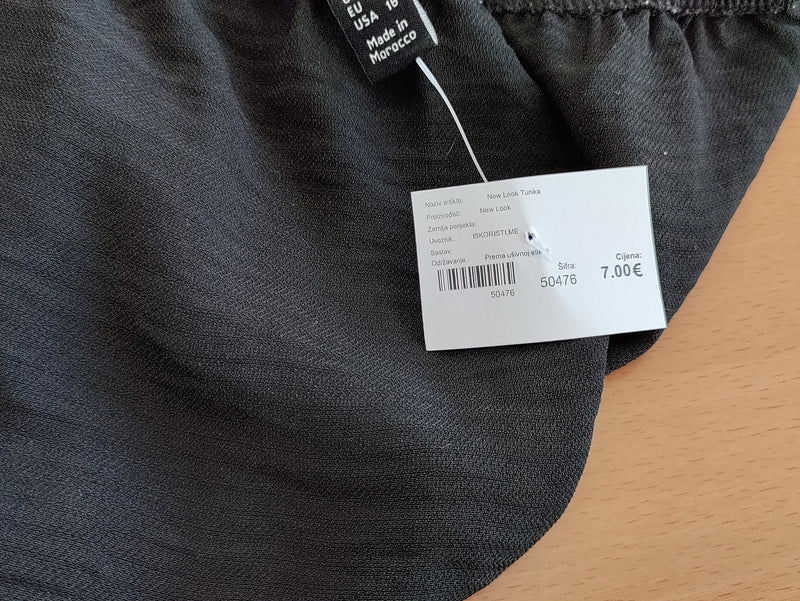 EU
USA 16
Made in
Morocco
Naziv artikla: New Look Tunika
Proizvođač: New Look
Zemlja porijekla:
Uvoznik: ISKORISTI.ME
Sastav:
Održavanje: Prema ušivnoj
50476
Šifra:
50476
Cijena:
7.00€